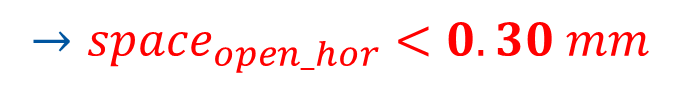 → space_open_hor < 0.30 mm